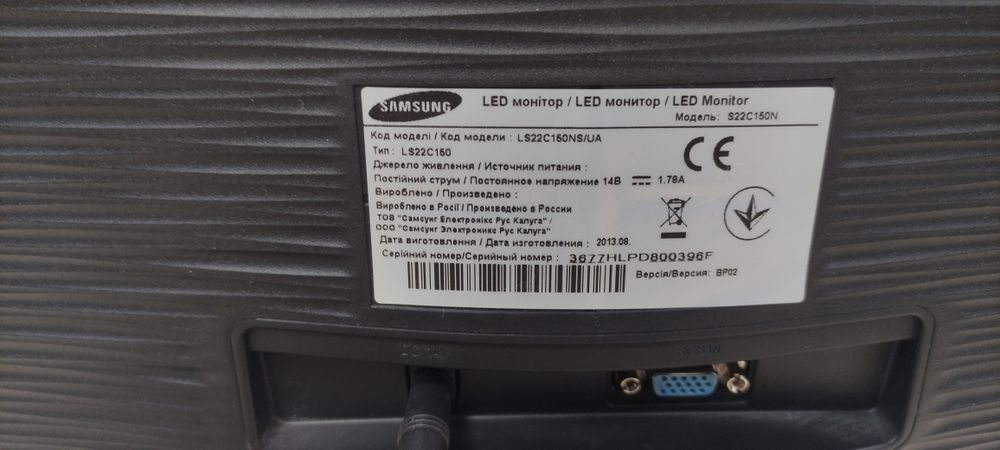 SAMSUNG
LED монітор / LED монитор / LED Monitor
Модель: S22C150N
Код моделі / Код модели : LS22C150NS/UA
Тип : LS22C150
Джерело живлення / Источник питания :
Постійний струм / Постоянное напряжение 14В ⎓ 1.78A
Вироблено / Произведено :
Вироблено в Росії / Произведено в России
ТОВ "Самсунг Електронікс Рус Калуга" /
ООО "Самсунг Электроникс Рус Калуга"
Дата виготовлення / Дата изготовления : 2013.08.
Серійний номер/Серийный номер : 3677HLPD800396F
Версія/Версия: BP02
CE